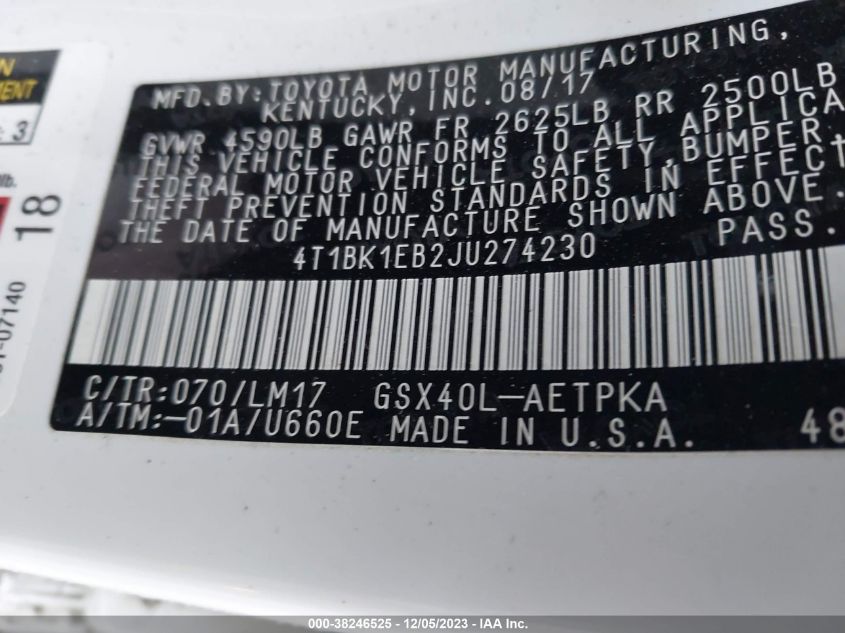 MFD. BY: TOYOTA MOTOR MANUFACTURING,
KENTUCKY, INC. 08/17
GVWR 4590LB GAWR FR 2625LB RR 2500LB
THIS VEHICLE CONFORMS TO ALL APPLICA
FEDERAL MOTOR VEHICLE SAFETY, BUMPER,
THEFT PREVENTION STANDARDS IN EFFECT
THE DATE OF MANUFACTURE SHOWN ABOVE.
4T1BK1EB2JU274230 PASS.
C/TR:070/LM17 GSX40L-AETPKA
A/TM:-01A/U660E MADE IN U.S.A. 48
: 3
lb.
18
-07140
000-38246525 - 12/05/2023 - © IAA, Inc.